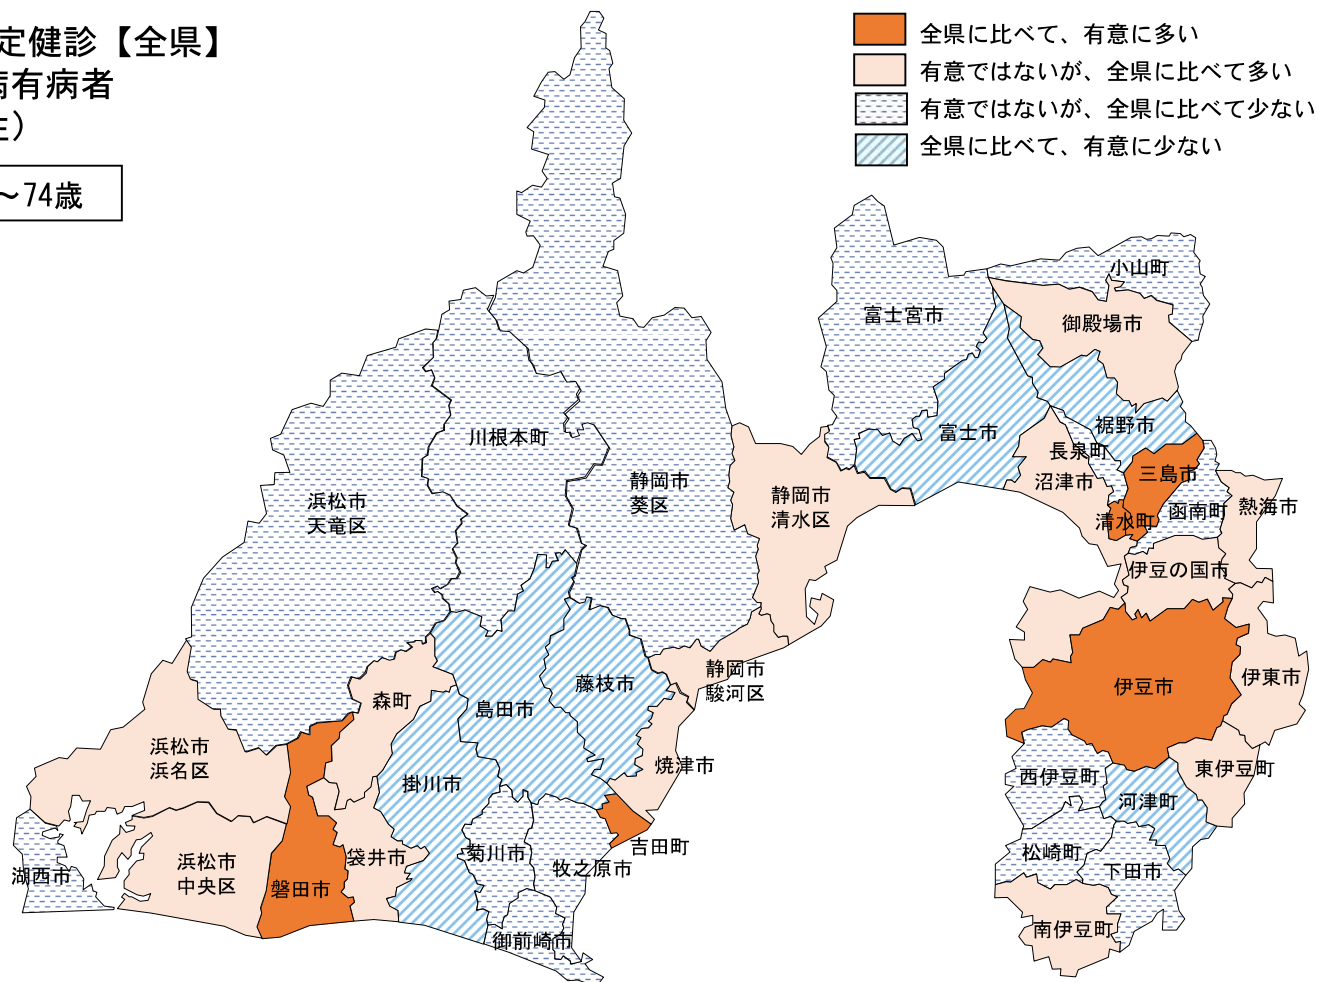 定健診【全県】
病有病者
性）
～74歳
全県に比べて、有意に多い
有意ではないが、全県に比べて多い
有意ではないが、全県に比べて少ない
全県に比べて、有意に少ない
小山町
富士宮市
御殿場市
裾野市
富士市
川根本町
長泉町
三島市
沼津市
静岡市
葵区
静岡市
清水区
浜松市
天竜区
清水町
函南町
熱海市
伊豆の国市
藤枝市
静岡市
駿河区
伊豆市
伊東市
森町
島田市
浜松市
浜名区
焼津市
東伊豆町
西伊豆町
掛川市
河津町
吉田町
菊川市
袋井市
松崎町
牧之原市
下田市
湖西市
浜松市
中央区
磐田市
南伊豆町
御前崎市